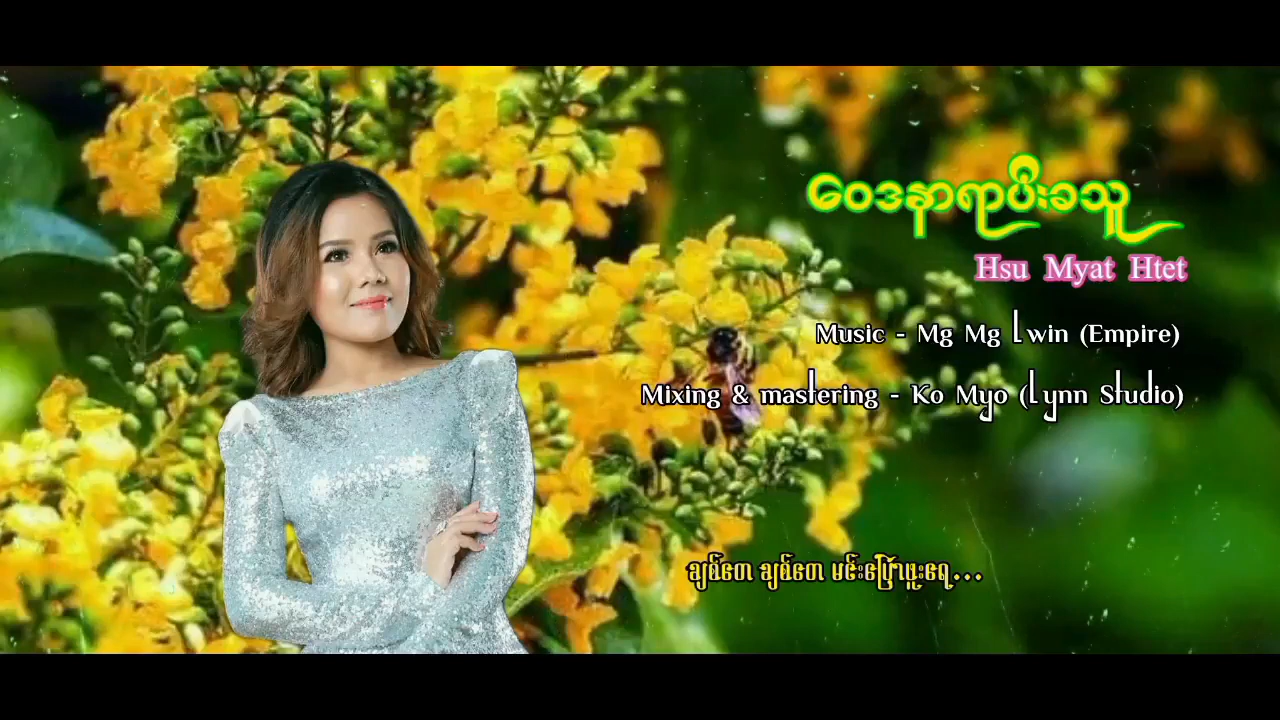 ဝေဒနာရာပီးခသူ
Hsu Myat Htet
Music - Mg Mg Lwin (Empire)
Mixing & mastering - Ko Myo (Lynn Studio)
ချစ်တေ ချစ်တေ မင်းပြောဖူးရေ့...